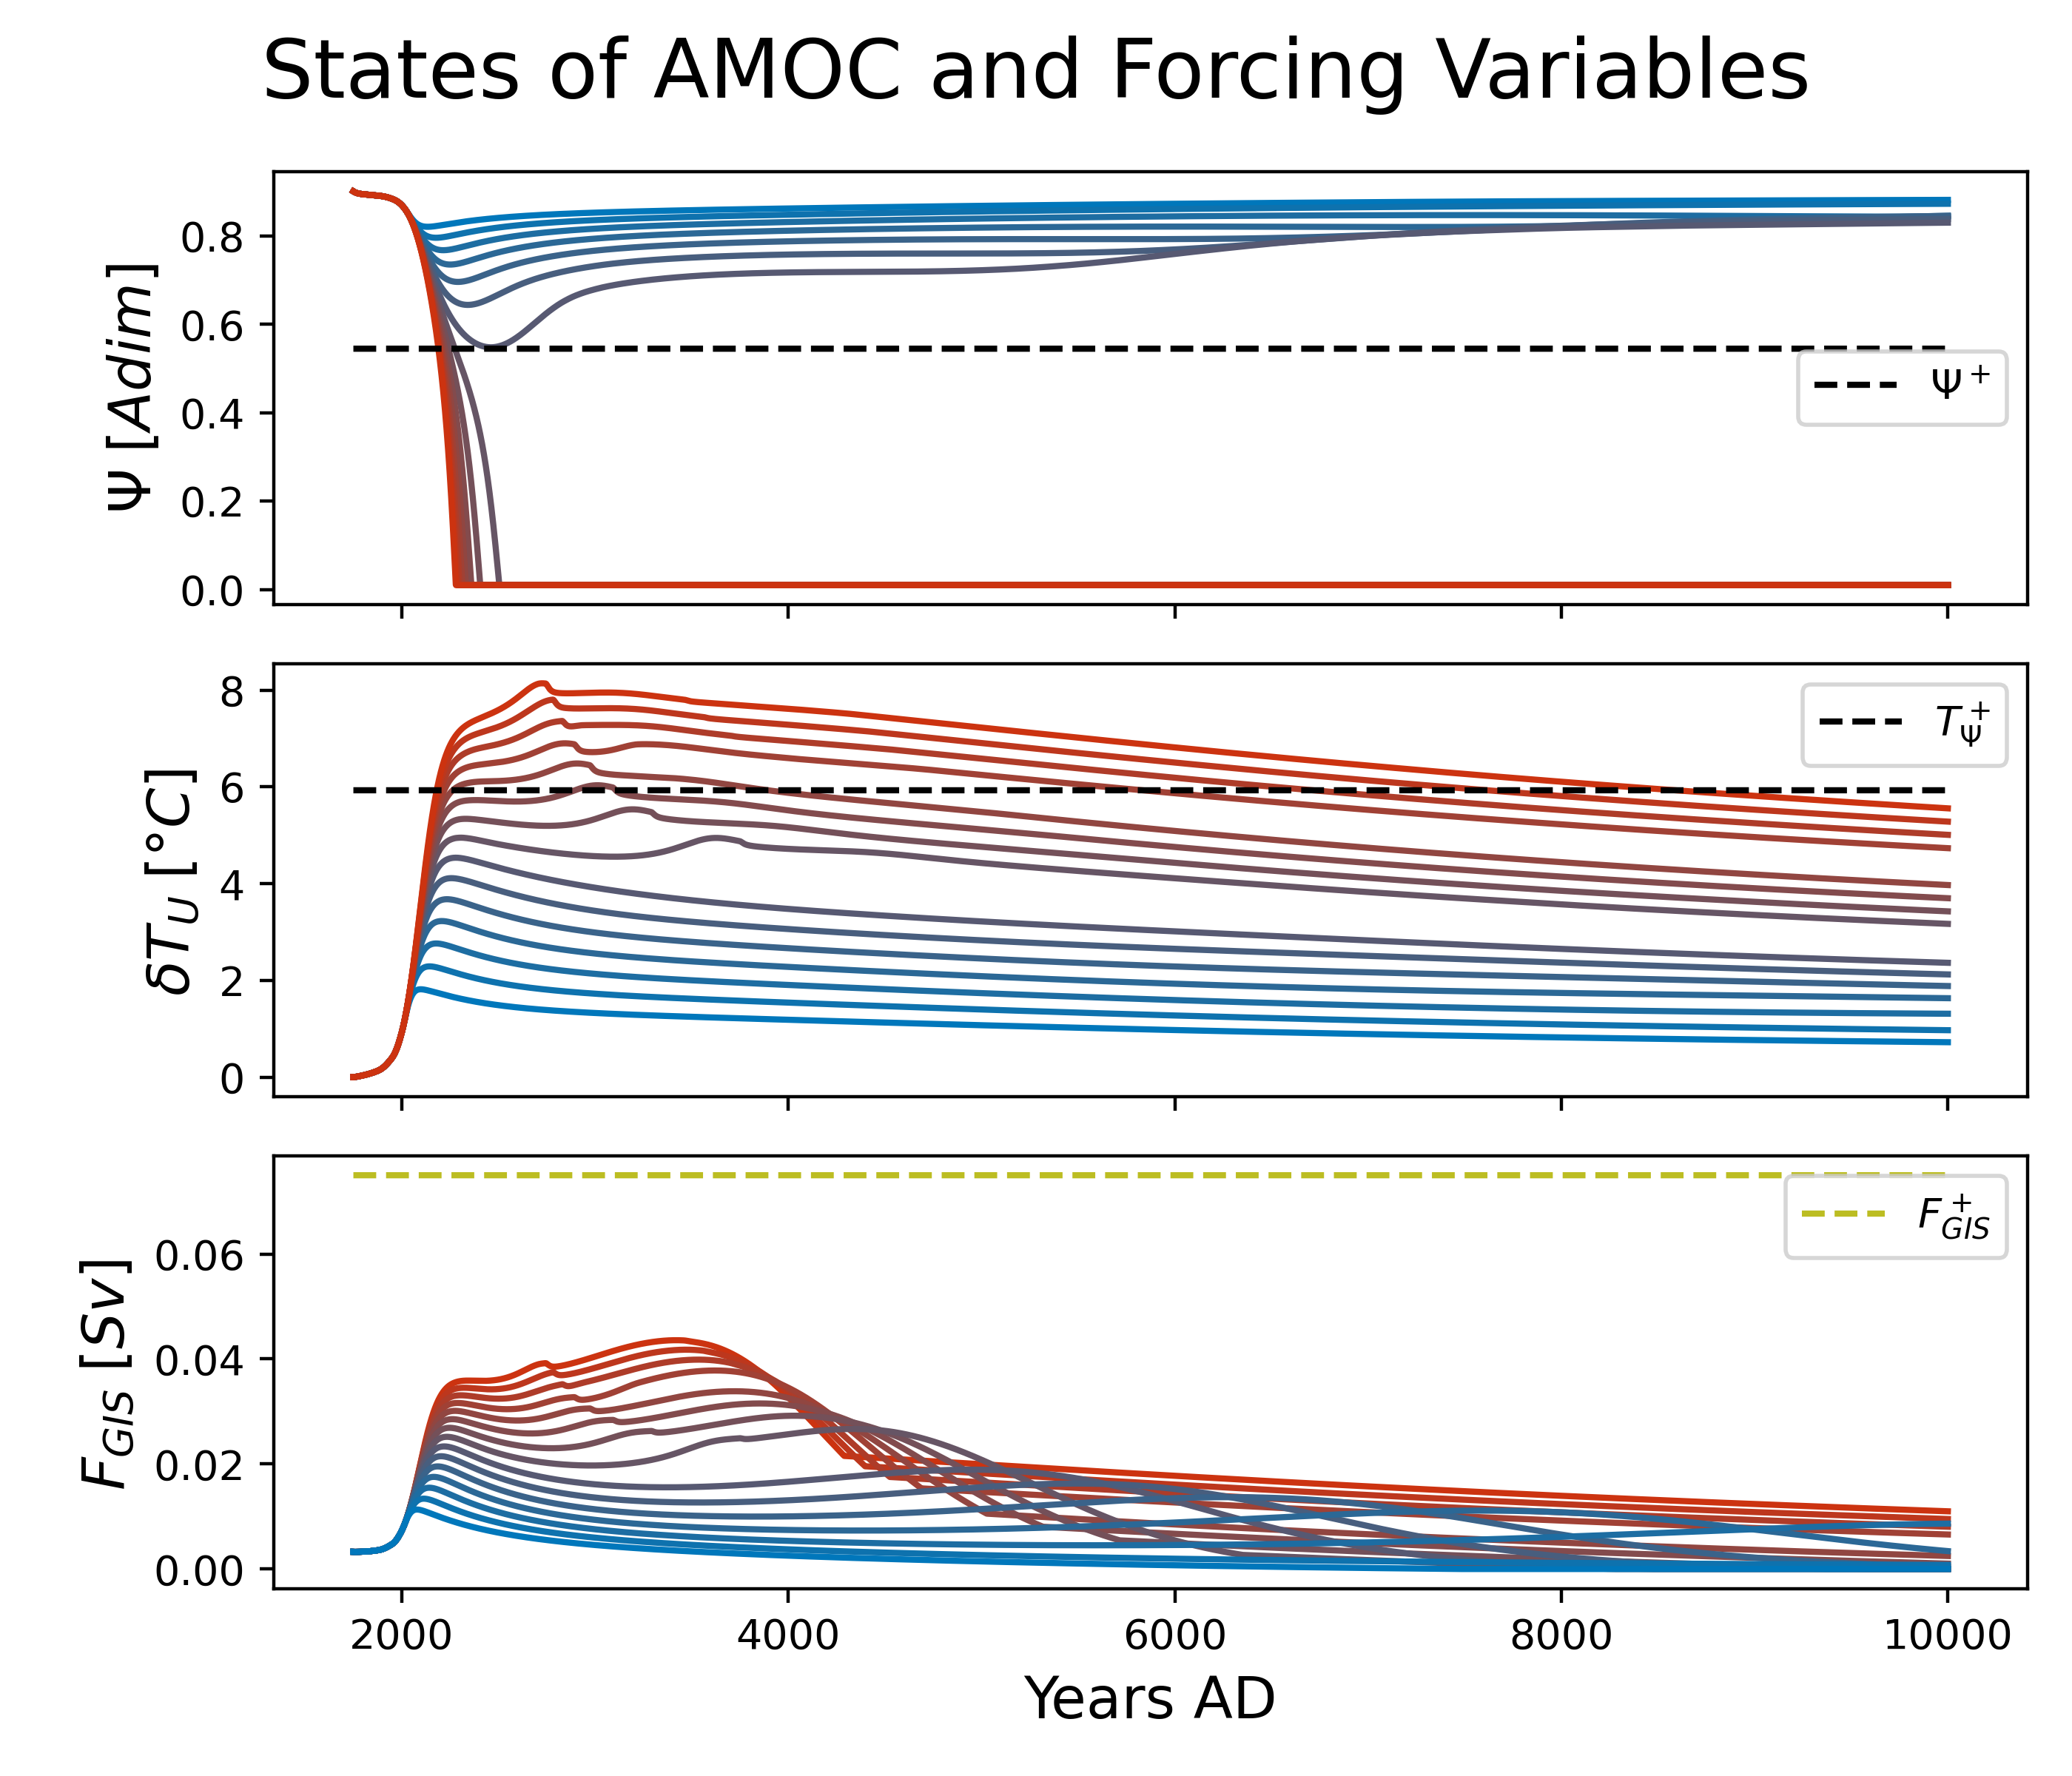 States of AMOC and Forcing Variables
Ψ [Adim]
0.8
0.6
0.4
0.2
0.0
Ψ⁺
δT_U [°C]
8
6
4
2
0
T_Ψ^+
F_GIS [Sv]
0.06
0.04
0.02
0.00
F_GIS^+
2000 4000 6000 8000 10000
Years AD